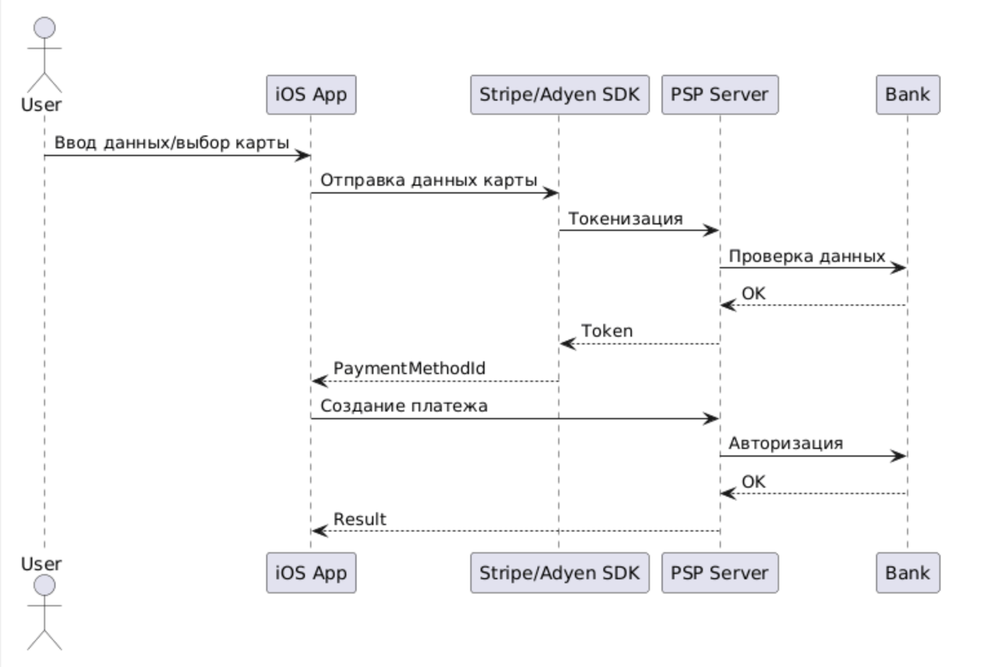 User
iOS App
Stripe/Adyen SDK
PSP Server
Bank
Ввод данных/выбор карты
Отправка данных карты
Токенизация
Проверка данных
OK
Token
PaymentMethodId
Создание платежа
Авторизация
OK
Result
User
iOS App
Stripe/Adyen SDK
PSP Server
Bank